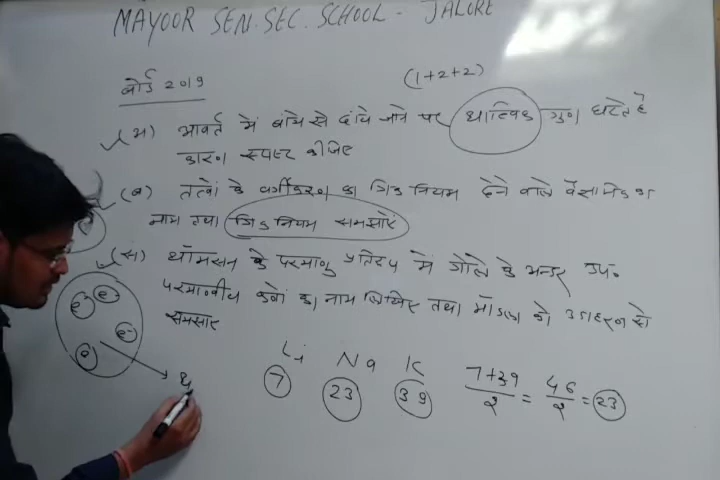 MAYOOR SEN. SEC. SCHOOL - JALORE
बोर्ड 2019
(1+2+2)
(अ) आवर्त में बांये से दांये जाने पर धात्विक गुण घटते है
कारण स्पष्ट कीजिए
(ब) तत्वों के वर्गीकरण का त्रिक नियम देने वाले वैज्ञानिक का
नाम तथा त्रिक नियम समझाएं
(स) थॉमसन के परमाणु प्रतिरूप में गोले के अन्दर उप-
परमाण्वीय कणों का नाम लिखिए तथा मॉडल को उदाहरण से
समझाए
e- e- e- e
Li Na K
7 23 39
7+39/2 = 46/2 = 23